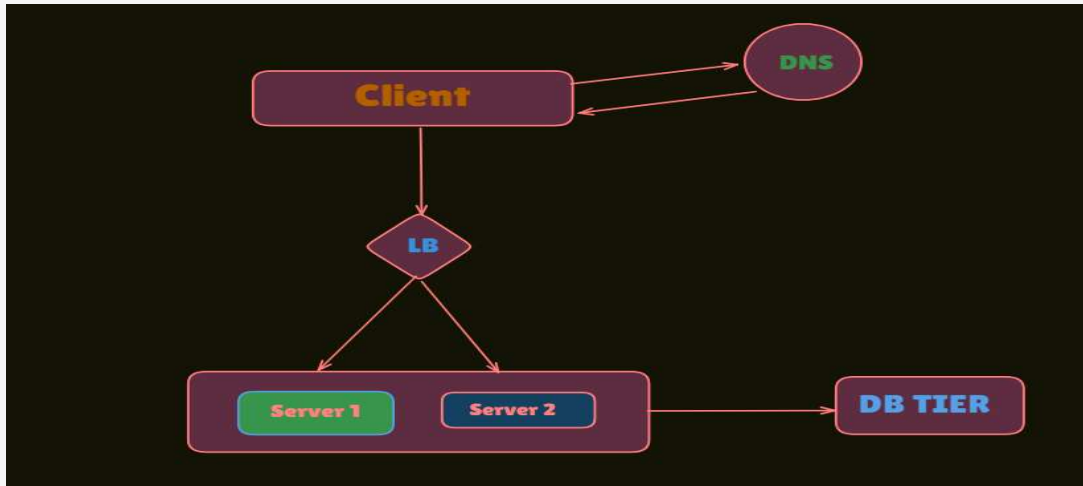 DNS
Client
LB
Server 1
Server 2
DB TIER